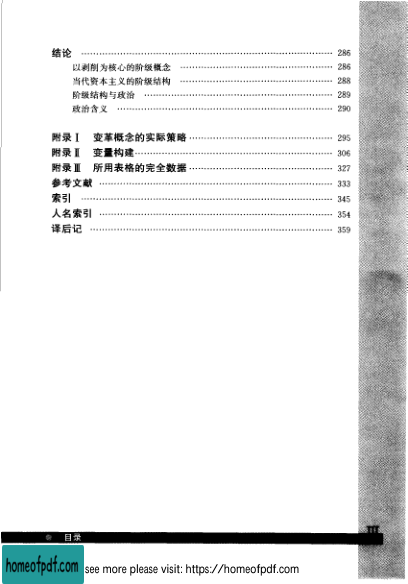 结论 ………………………………………… 286
以剥削为核心的阶级概念 ………………………………………… 286
当代资本主义的阶级结构 ………………………………………… 288
阶级结构与政治 ………………………………………… 289
政治含义 ………………………………………… 290
附录Ⅰ 变革概念的实际策略 ………………………………………… 295
附录Ⅱ 变量构建 ………………………………………… 306
附录Ⅲ 所用表格的完全数据 ………………………………………… 327
参考文献 ………………………………………… 333
索引 ………………………………………… 345
人名索引 ………………………………………… 354
译后记 ………………………………………… 359
III
目录
homeofpdf.com see more please visit: https://homeofpdf.com